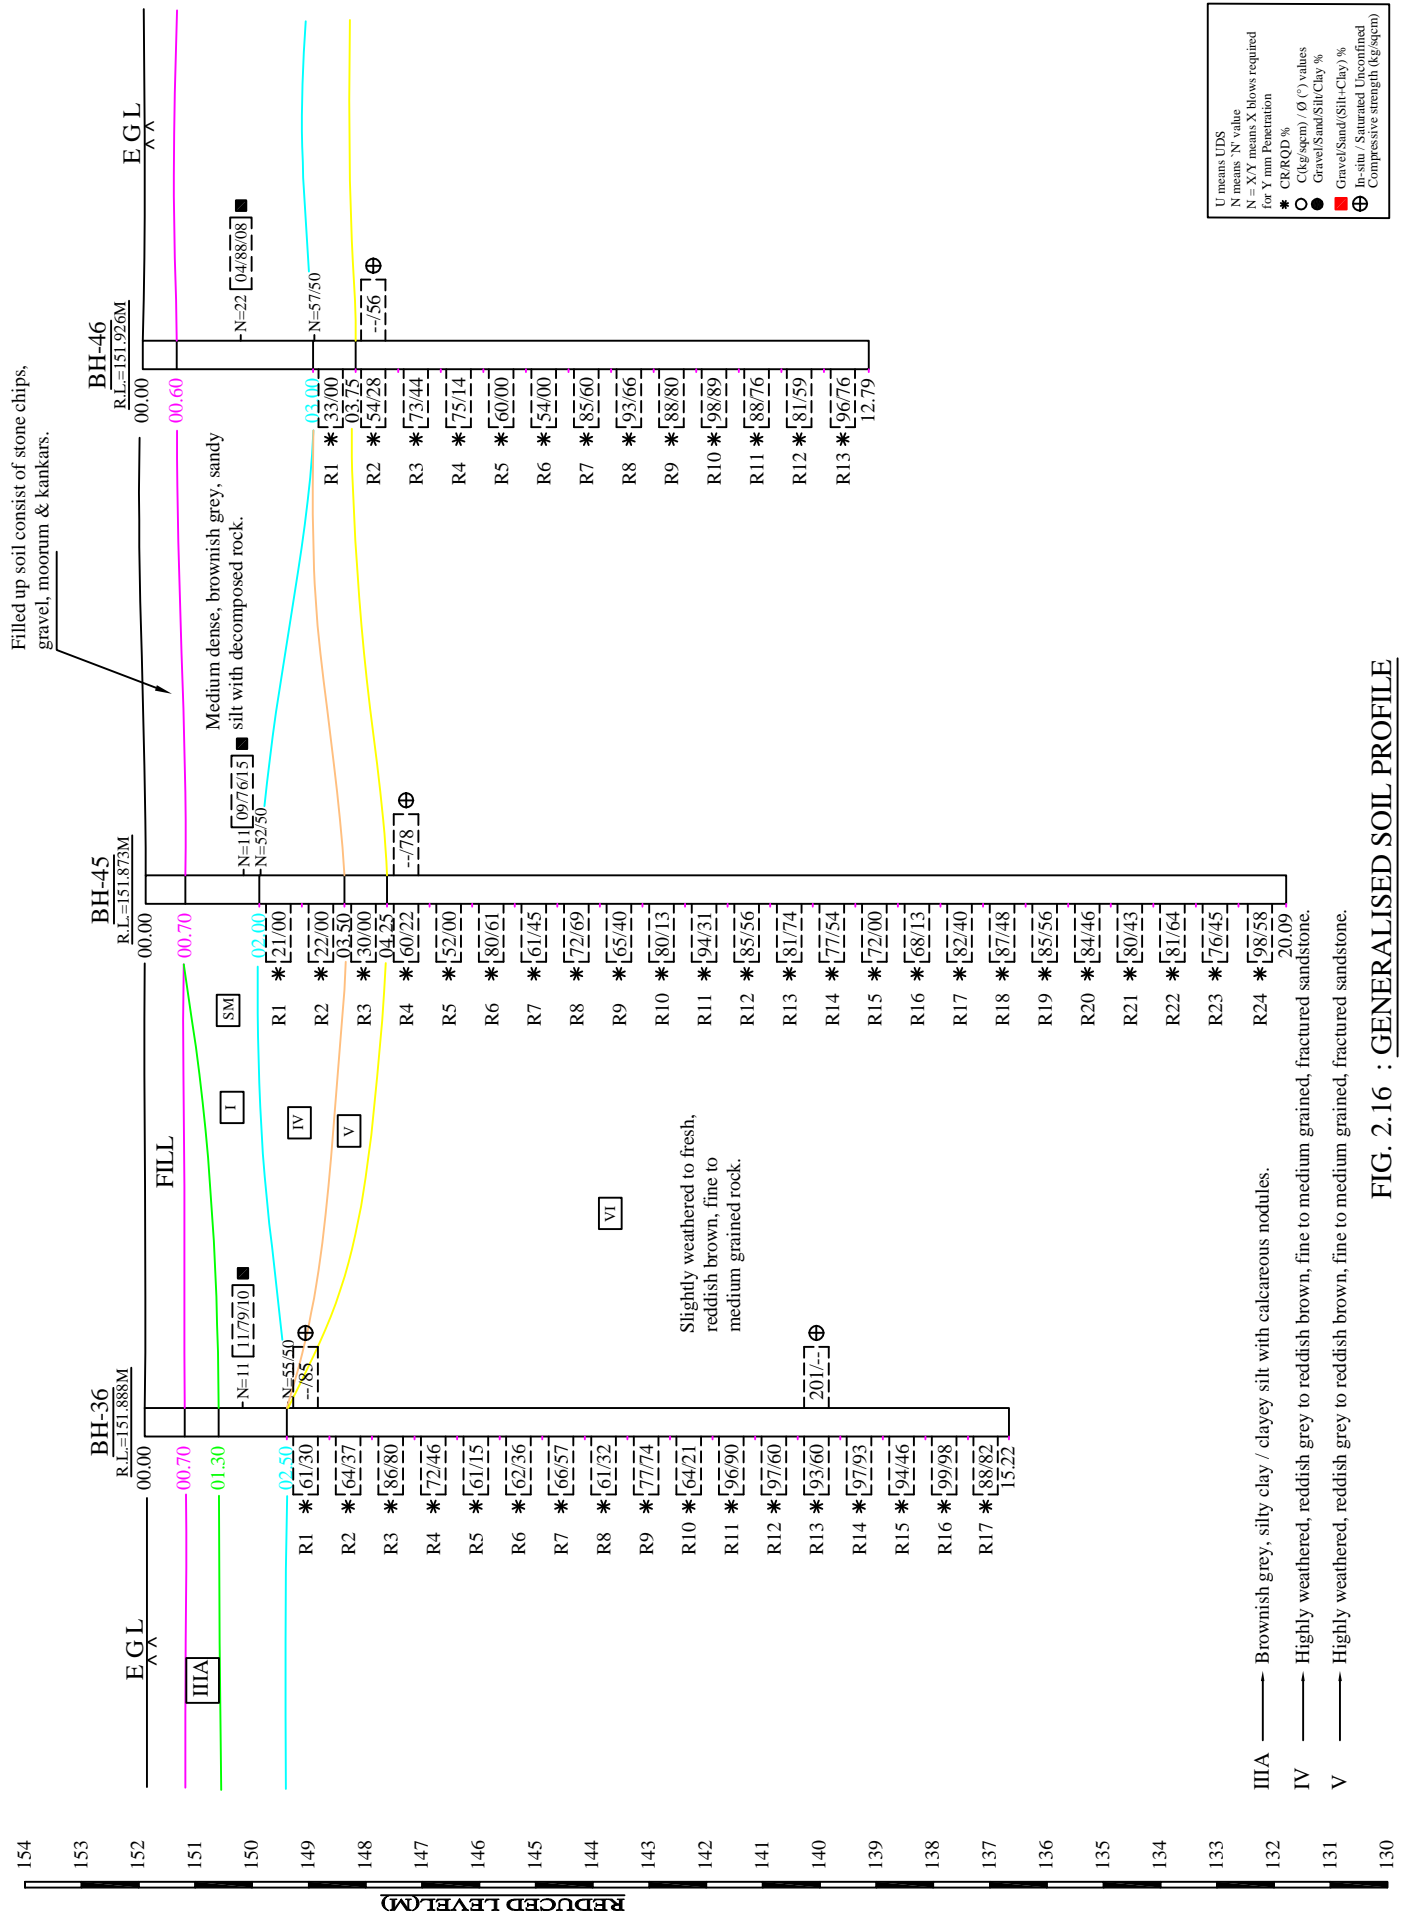 Filled up soil consist of stone chips,
gravel, moorum & kankars.
E G L
E G L
FILL
BH-36
R.L.=151.888M
00.00
00.70
01.30
02.50
N=11
11/79/10
N=55/50
--/85
201/--
R1 * 61/30
R2 * 64/37
R3 * 86/80
R4 * 72/46
R5 * 61/15
R6 * 62/36
R7 * 66/57
R8 * 61/32
R9 * 77/74
R10 * 64/21
R11 * 96/90
R12 * 97/60
R13 * 93/60
R14 * 97/93
R15 * 94/46
R16 * 99/98
R17 * 88/82
15.22
BH-45
R.L.=151.873M
00.00
00.70
02.00
03.50
04.25
N=11
09/76/15
N=52/50
--/78
R1 * 21/00
R2 * 22/00
R3 * 30/00
R4 * 60/22
R5 * 52/00
R6 * 80/61
R7 * 61/45
R8 * 72/69
R9 * 65/40
R10 * 80/13
R11 * 94/31
R12 * 85/56
R13 * 81/74
R14 * 77/54
R15 * 72/00
R16 * 68/13
R17 * 82/40
R18 * 87/48
R19 * 85/56
R20 * 84/46
R21 * 80/43
R22 * 81/64
R23 * 76/45
R24 * 98/58
20.09
BH-46
R.L.=151.926M
00.00
00.60
03.00
03.75
N=22
04/88/08
N=57/50
--/56
R1 * 33/00
R2 * 54/28
R3 * 73/44
R4 * 75/14
R5 * 60/00
R6 * 54/00
R7 * 85/60
R8 * 93/66
R9 * 88/80
R10 * 98/89
R11 * 88/76
R12 * 81/59
R13 * 96/76
12.79
Medium dense, brownish grey, sandy
silt with decomposed rock.
IIIA
I
SM
IV
V
VI
Slightly weathered to fresh,
reddish brown, fine to
medium grained rock.
U means UDS
N means `N' value
N = X/Y means X blows required
for Y mm Penetration
* CR/RQD %
C(kg/sqcm) / Ø (°) values
Gravel/Sand/Silt/Clay %
Gravel/Sand/(Silt+Clay) %
In-situ / Saturated Unconfined
Compressive strength (kg/sqcm)
IIIA Brownish grey, silty clay / clayey silt with calcareous nodules.
IV Highly weathered, reddish grey to reddish brown, fine to medium grained, fractured sandstone.
V Highly weathered, reddish grey to reddish brown, fine to medium grained, fractured sandstone.
FIG. 2.16 : GENERALISED SOIL PROFILE
REDUCED LEVEL(M)
154
153
152
151
150
149
148
147
146
145
144
143
142
141
140
139
138
137
136
135
134
133
132
131
130